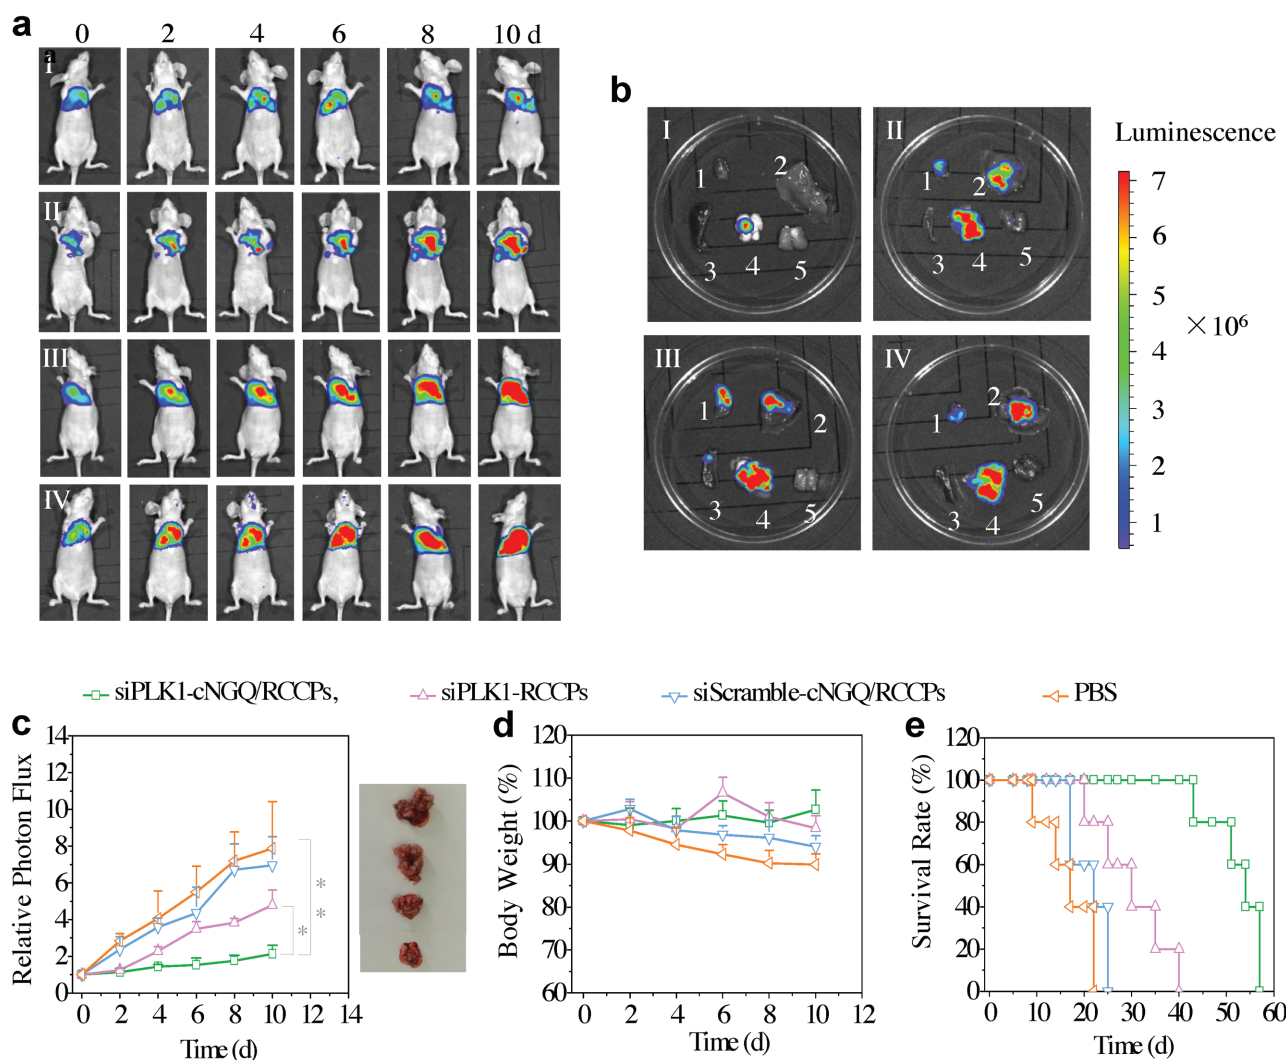 a
0 2 4 6 8 10 d
a
I
II
III
IV
b
I
1
2
3 4 5
II
1
2
3 4 5
III
1
2
3 4 5
IV
1
2
3 4 5
Luminescence
7
6
5
4
3
2
1
×10⁶
siPLK1-cNGQ/RCCPs, siPLK1-RCCPs siScramble-cNGQ/RCCPs PBS
c
Relative Photon Flux
14
12
10
8
6
4
2
0
0 2 4 6 8 10 12 14
Time (d)
* *
*
d
Body Weight (%)
120
110
100
90
80
70
60
0 2 4 6 8 10 12
Time (d)
e
Survival Rate (%)
120
100
80
60
40
20
0
0 10 20 30 40 50 60
Time (d)